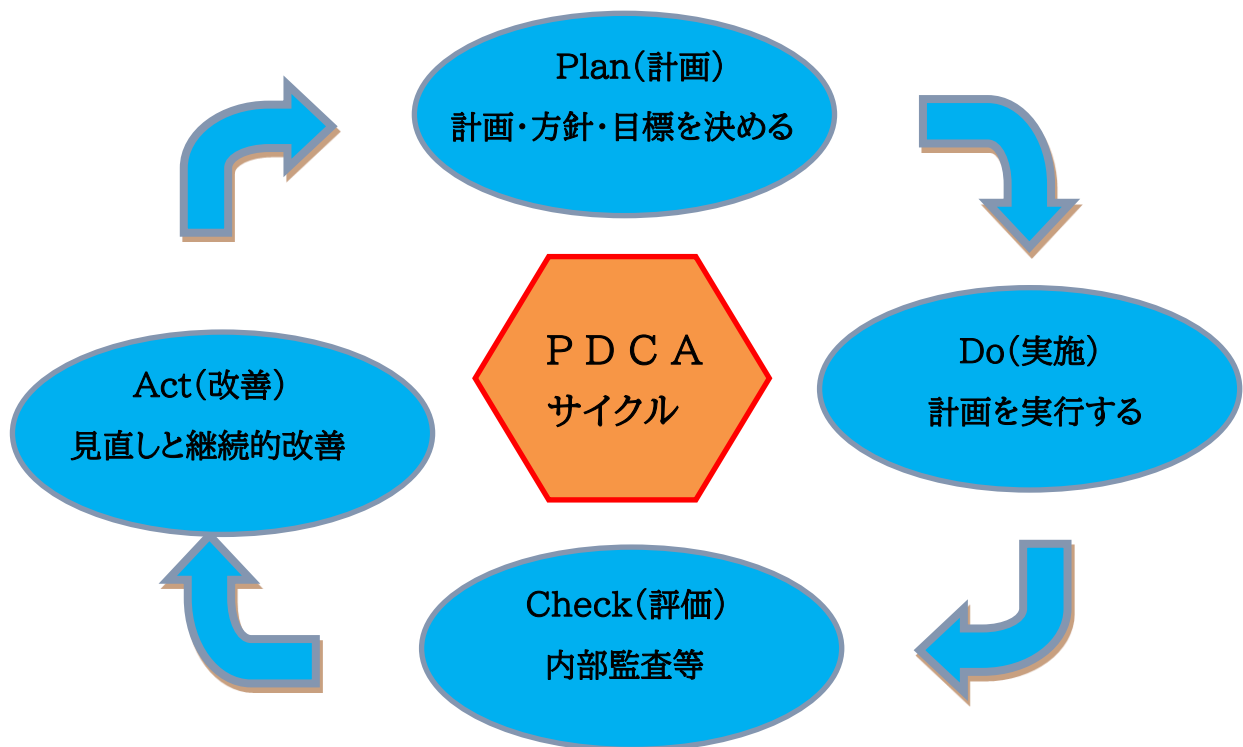 Plan(計画)
計画・方針・目標を決める
Do(実施)
計画を実行する
Check(評価)
内部監査等
Act(改善)
見直しと継続的改善
P D C A
サイクル